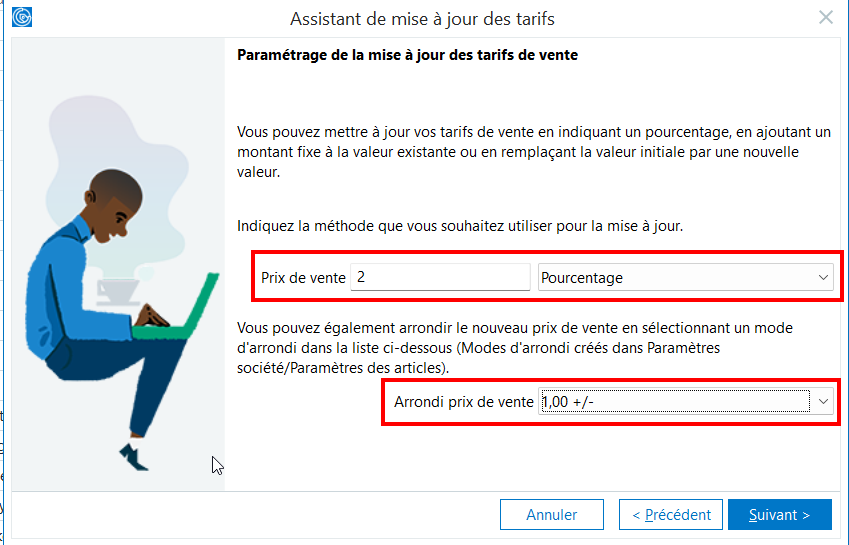 Assistant de mise à jour des tarifs
Paramétrage de la mise à jour des tarifs de vente
Vous pouvez mettre à jour vos tarifs de vente en indiquant un pourcentage, en ajoutant un
montant fixe à la valeur existante ou en remplaçant la valeur initiale par une nouvelle
valeur.
Indiquez la méthode que vous souhaitez utiliser pour la mise à jour.
Prix de vente 2 Pourcentage
Vous pouvez également arrondir le nouveau prix de vente en sélectionnant un mode
d'arrondi dans la liste ci-dessous (Modes d'arrondi créés dans Paramètres
société/Paramètres des articles).
Arrondi prix de vente 1,00 +/-
Annuler < Précédent Suivant >